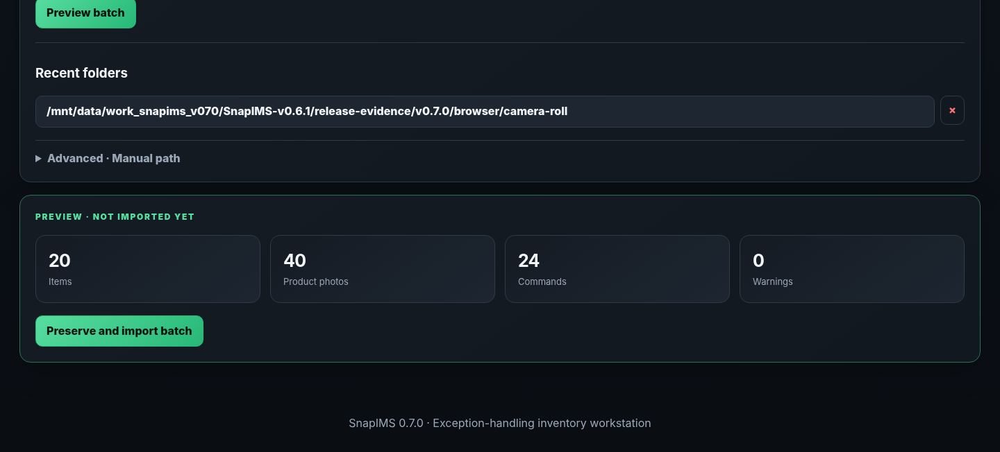 Preview batch
Recent folders
/mnt/data/work_snapims_v070/SnapIMS-v0.6.1/release-evidence/v0.7.0/browser/camera-roll
×
▶ Advanced · Manual path
PREVIEW · NOT IMPORTED YET
20
Items
40
Product photos
24
Commands
0
Warnings
Preserve and import batch
SnapIMS 0.7.0 · Exception-handling inventory workstation